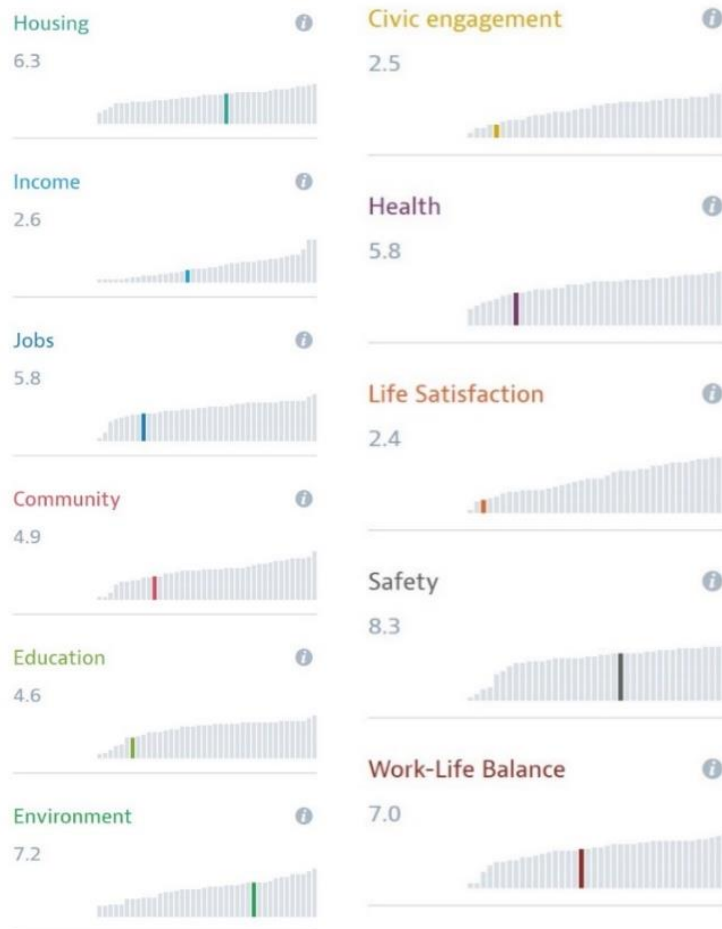 Housing
6.3
Income
2.6
Jobs
5.8
Community
4.9
Education
4.6
Environment
7.2
Civic engagement
2.5
Health
5.8
Life Satisfaction
2.4
Safety
8.3
Work-Life Balance
7.0